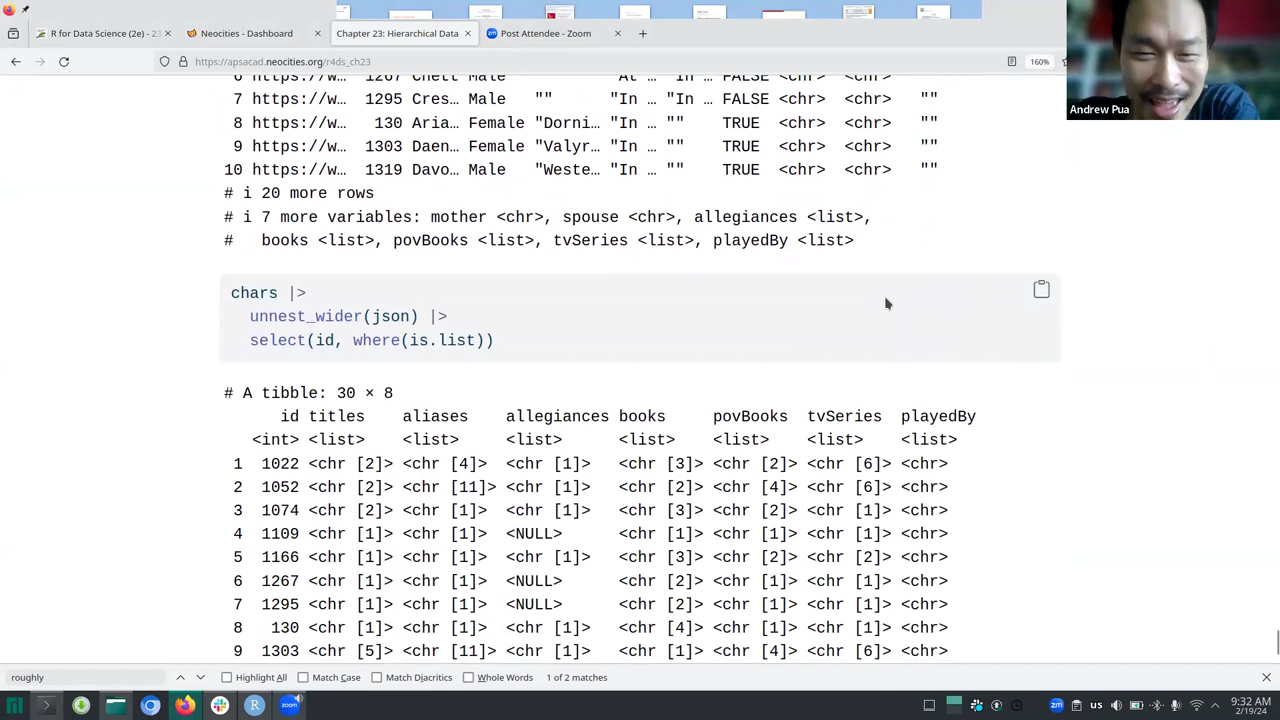 R for Data Science (2e) - 23
Neocities - Dashboard
Chapter 23: Hierarchical Data
Post Attendee - Zoom
https://apsacad.neocities.org/r4ds_ch23
160%
Andrew Pua
6 https://w… 1267 Chett Male "At … "In … FALSE <chr> <chr> ""
7 https://w… 1295 Cres… Male "" "In … "In … FALSE <chr> <chr> ""
8 https://w… 130 Aria… Female "Dorni… "In … "" TRUE <chr> <chr> ""
9 https://w… 1303 Daen… Female "Valyr… "In … "" TRUE <chr> <chr> ""
10 https://w… 1319 Davo… Male "Weste… "In … "" TRUE <chr> <chr> ""
# i 20 more rows
# i 7 more variables: mother <chr>, spouse <chr>, allegiances <list>,
# books <list>, povBooks <list>, tvSeries <list>, playedBy <list>
chars |>
unnest_wider(json) |>
select(id, where(is.list))
# A tibble: 30 × 8
id titles aliases allegiances books povBooks tvSeries playedBy
<int> <list> <list> <list> <list> <list> <list> <list>
1 1022 <chr [2]> <chr [4]> <chr [1]> <chr [3]> <chr [2]> <chr [6]> <chr>
2 1052 <chr [2]> <chr [11]> <chr [1]> <chr [2]> <chr [4]> <chr [6]> <chr>
3 1074 <chr [2]> <chr [1]> <chr [1]> <chr [3]> <chr [2]> <chr [1]> <chr>
4 1109 <chr [1]> <chr [1]> <NULL> <chr [1]> <chr [1]> <chr [1]> <chr>
5 1166 <chr [1]> <chr [1]> <chr [1]> <chr [3]> <chr [2]> <chr [2]> <chr>
6 1267 <chr [1]> <chr [1]> <NULL> <chr [2]> <chr [1]> <chr [1]> <chr>
7 1295 <chr [1]> <chr [1]> <NULL> <chr [2]> <chr [1]> <chr [1]> <chr>
8 130 <chr [1]> <chr [1]> <chr [1]> <chr [4]> <chr [1]> <chr [1]> <chr>
9 1303 <chr [5]> <chr [11]> <chr [1]> <chr [1]> <chr [4]> <chr [6]> <chr>
roughly Highlight All Match Case Match Diacritics Whole Words 1 of 2 matches
us 9:32 AM
2/19/24